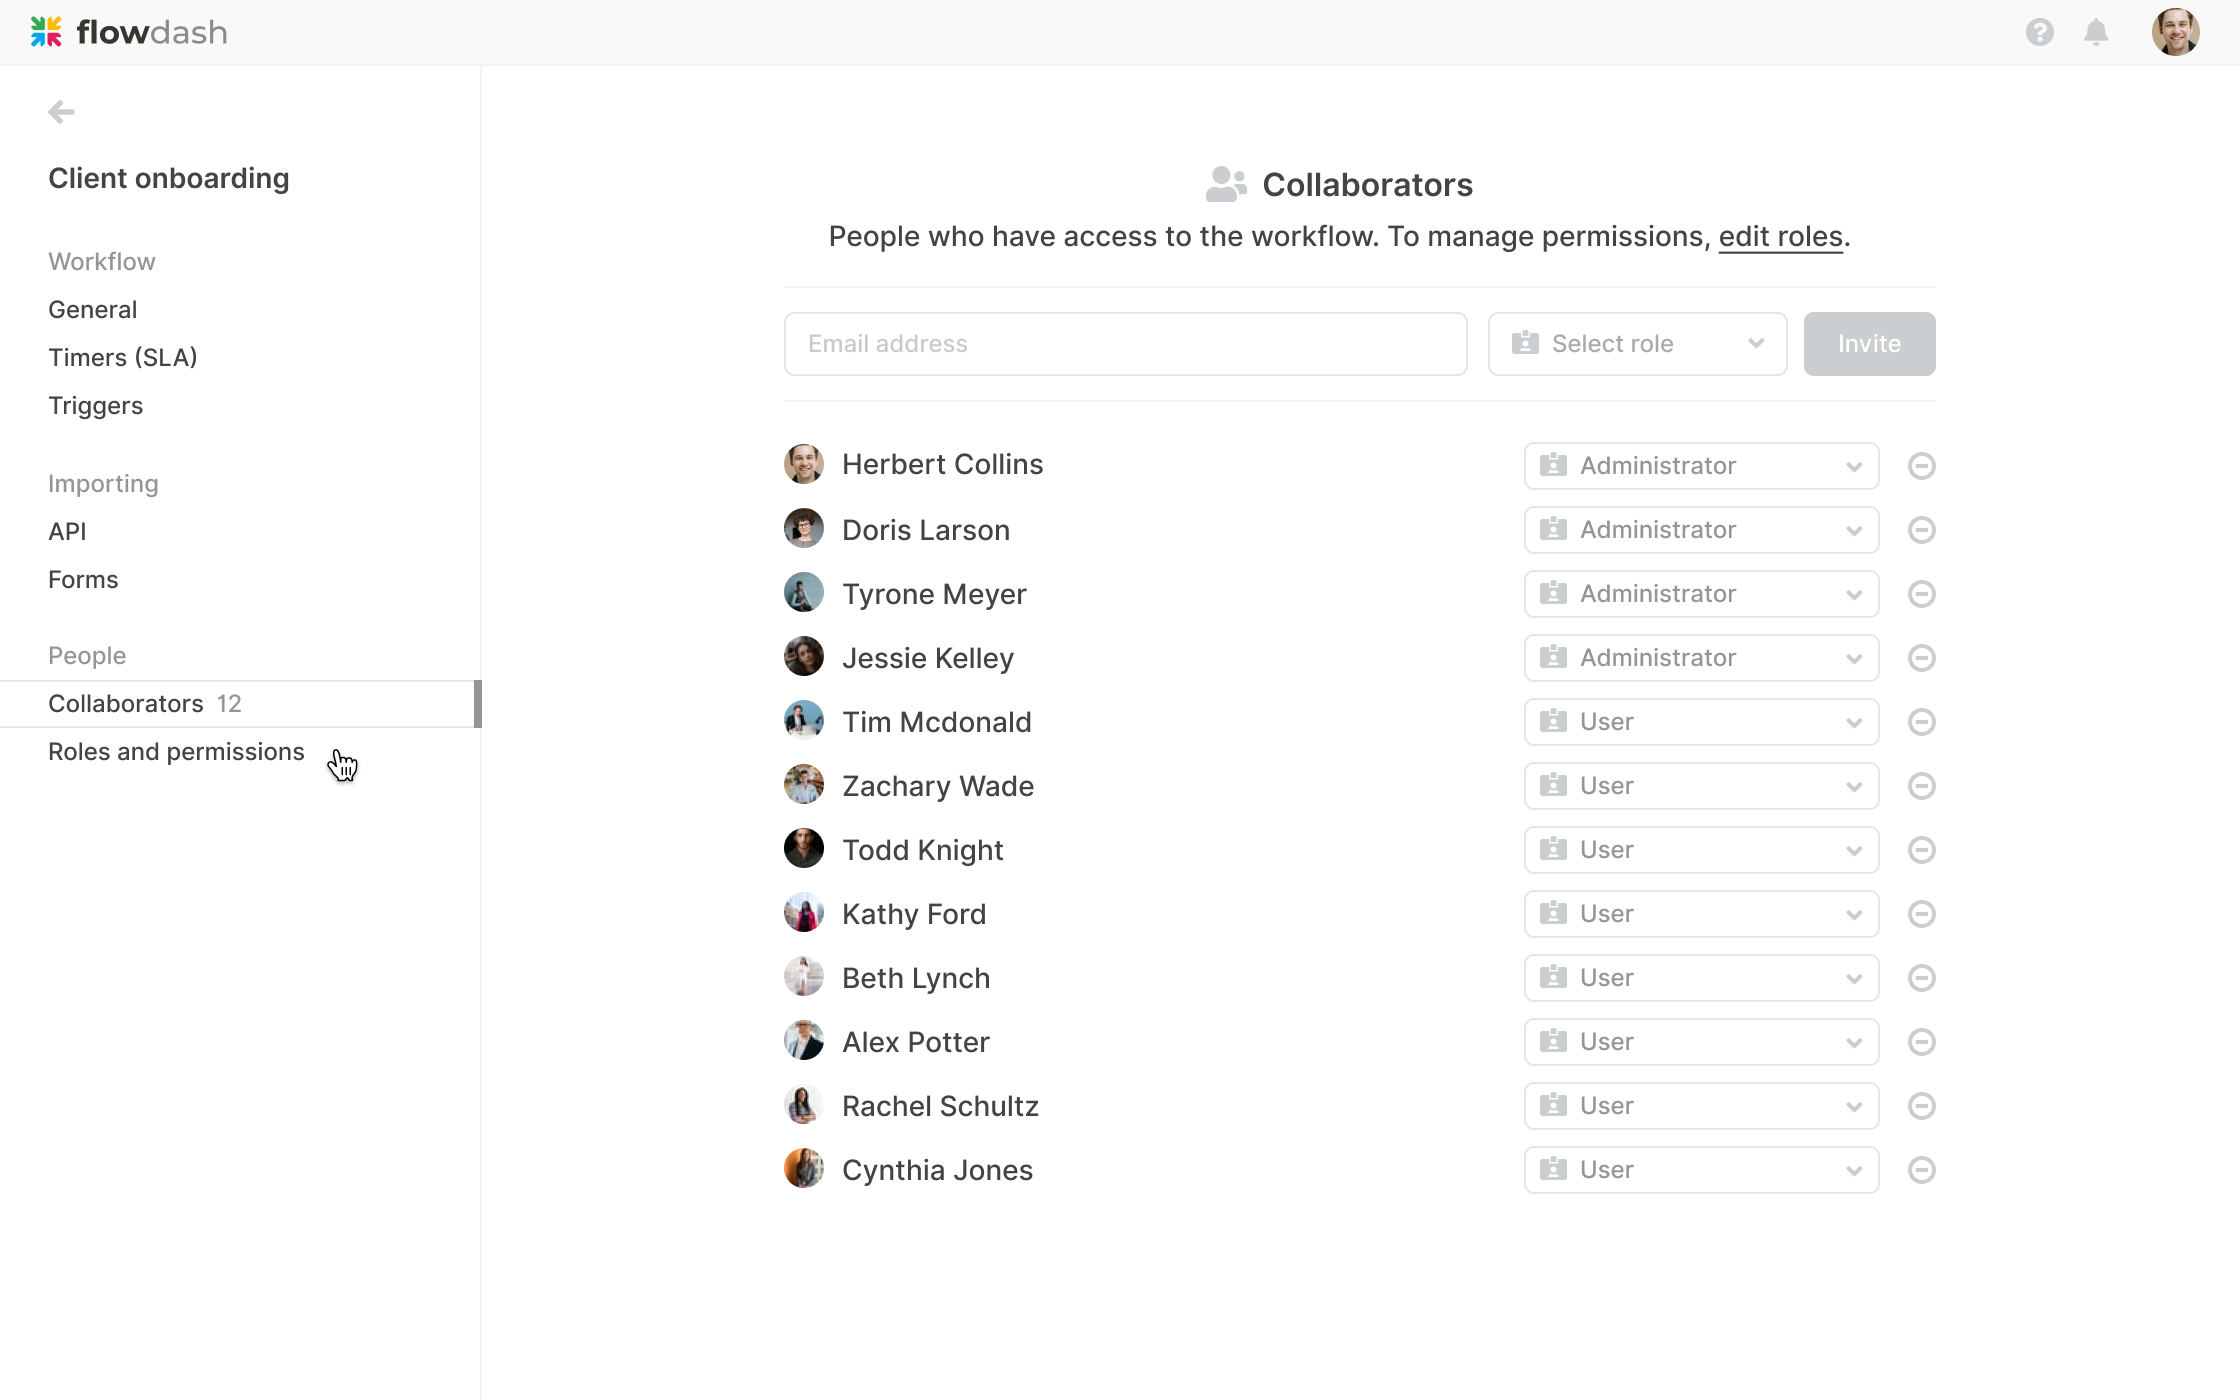 flowdash
Client onboarding
Workflow
General
Timers (SLA)
Triggers
Importing
API
Forms
People
Collaborators 12
Roles and permissions
Collaborators
People who have access to the workflow. To manage permissions, edit roles.
Email address
Select role
Invite
Herbert Collins Administrator
Doris Larson Administrator
Tyrone Meyer Administrator
Jessie Kelley Administrator
Tim Mcdonald User
Zachary Wade User
Todd Knight User
Kathy Ford User
Beth Lynch User
Alex Potter User
Rachel Schultz User
Cynthia Jones User